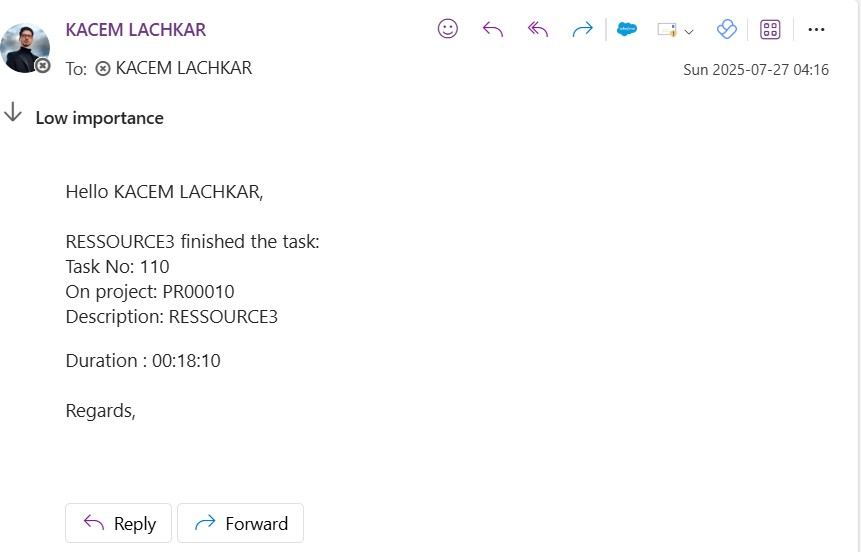 KACEM LACHKAR
To: KACEM LACHKAR
Sun 2025-07-27 04:16
Low importance
Hello KACEM LACHKAR,
RESSOURCE3 finished the task:
Task No: 110
On project: PR00010
Description: RESSOURCE3
Duration : 00:18:10
Regards,
Reply
Forward